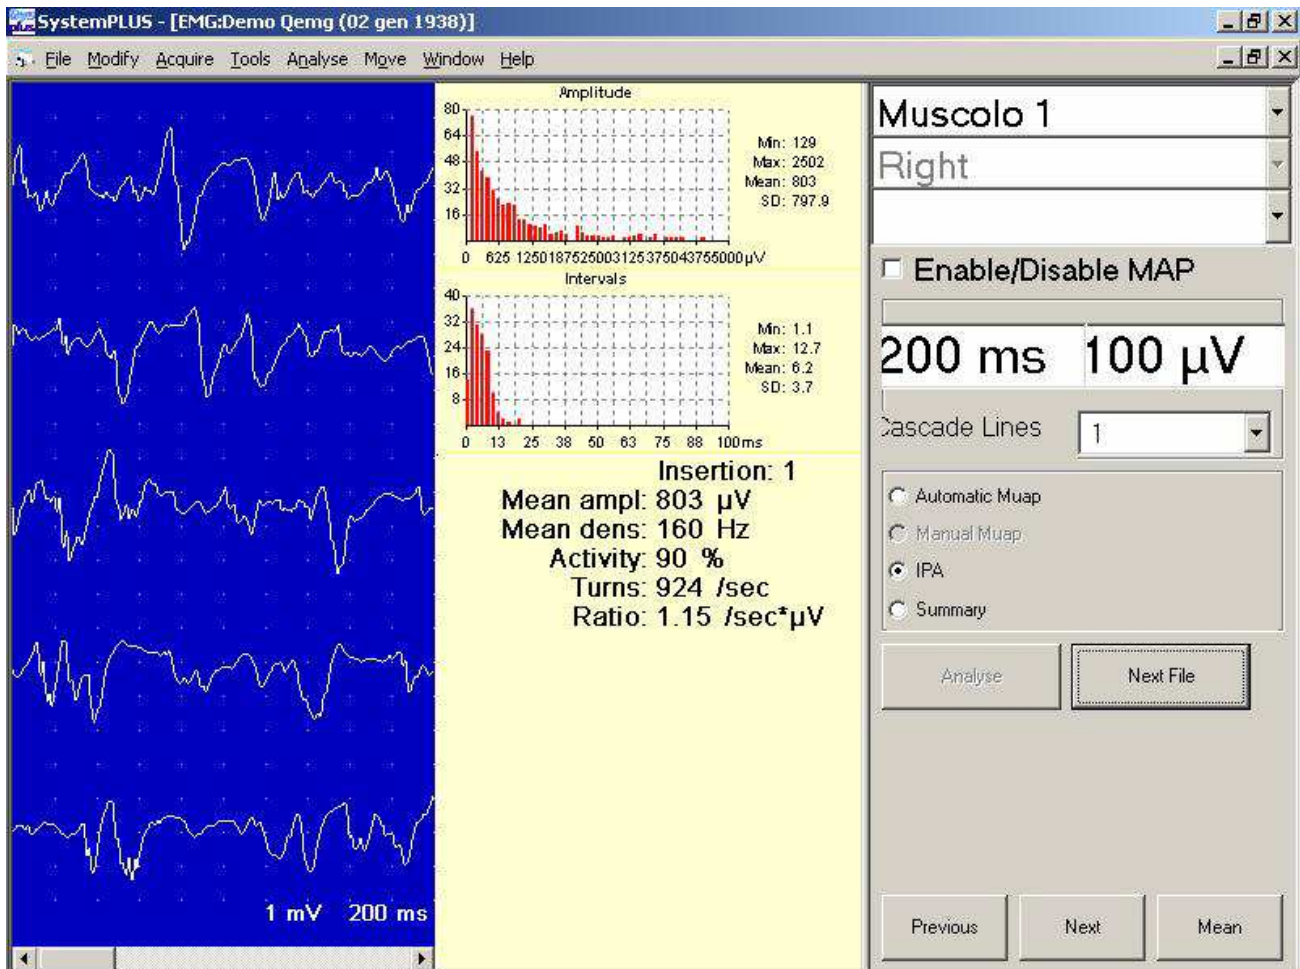 SystemPLUS - [EMG:Demo Qemg (02 gen 1938)]
File Modify Acquire Tools Analyse Move Window Help
Amplitude
80
64
48
32
16
0 625 1250187525003125375043755000µV
Min: 129
Max: 2502
Mean: 803
SD: 797.9
Intervals
40
32
24
16
8
0 13 25 38 50 63 75 88 100ms
Min: 1.1
Max: 12.7
Mean: 6.2
SD: 3.7
Insertion: 1
Mean ampl: 803 µV
Mean dens: 160 Hz
Activity: 90 %
Turns: 924 /sec
Ratio: 1.15 /sec*µV
1 mV 200 ms
Muscolo 1
Right
Enable/Disable MAP
200 ms 100 µV
Cascade Lines 1
Automatic Muap
Manual Muap
IPA
Summary
Analyse Next File
Previous Next Mean